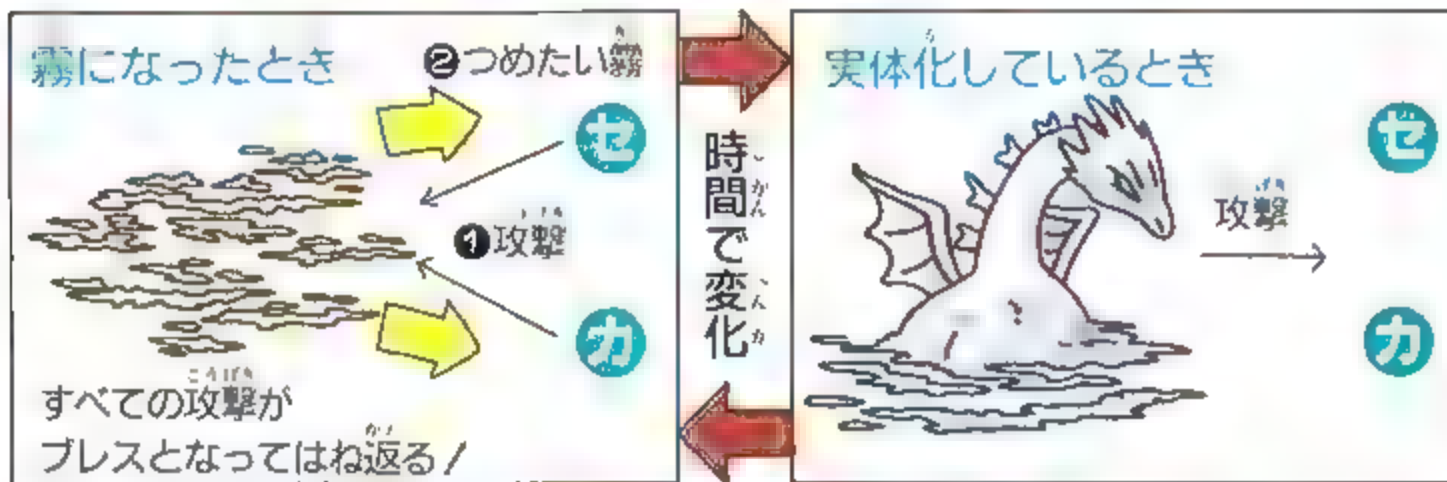 霧になったとき
❷つめたい霧
セ
❶攻撃
カ
すべての攻撃が
ブレスとなってはね返る!
時間で変化
実体化しているとき
セ
攻撃
カ